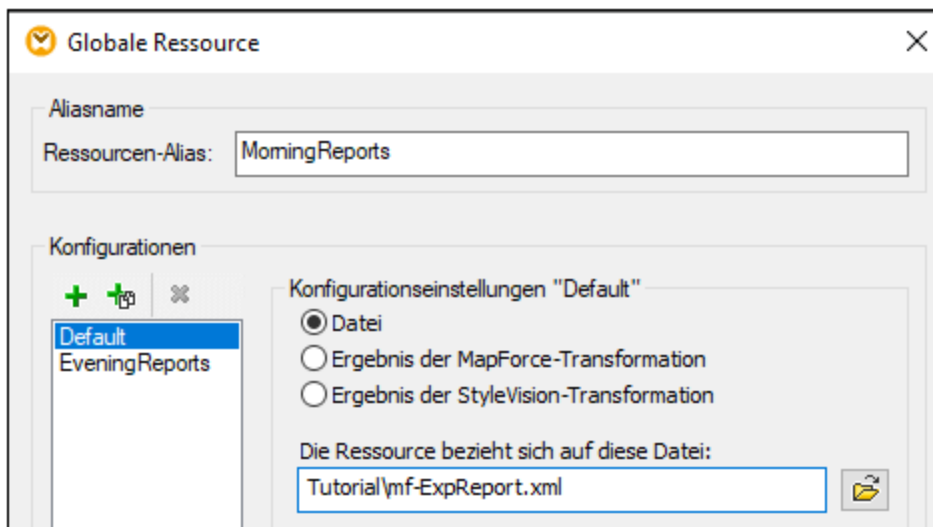 Globale Ressource
Aliasname
Ressourcen-Alias: MorningReports
Konfigurationen
Konfigurationseinstellungen "Default"
Default
EveningReports
Datei
Ergebnis der MapForce-Transformation
Ergebnis der StyleVision-Transformation
Die Ressource bezieht sich auf diese Datei:
Tutorial\mf-ExpReport.xml